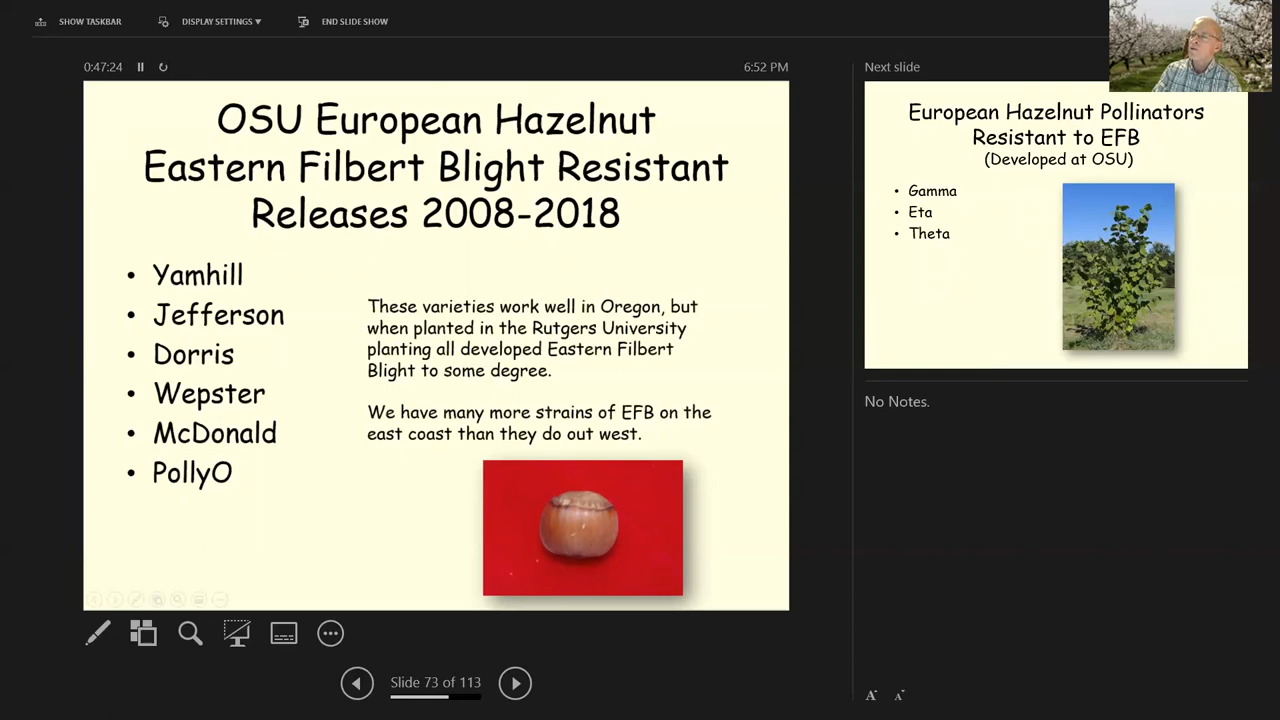 SHOW TASKBAR
DISPLAY SETTINGS ▼
END SLIDE SHOW
0:47:24
6:52 PM
OSU European Hazelnut
Eastern Filbert Blight Resistant
Releases 2008-2018
• Yamhill
• Jefferson
• Dorris
• Wepster
• McDonald
• PollyO
These varieties work well in Oregon, but
when planted in the Rutgers University
planting all developed Eastern Filbert
Blight to some degree.
We have many more strains of EFB on the
east coast than they do out west.
Slide 73 of 113
Next slide
European Hazelnut Pollinators
Resistant to EFB
(Developed at OSU)
• Gamma
• Eta
• Theta
No Notes.
A A